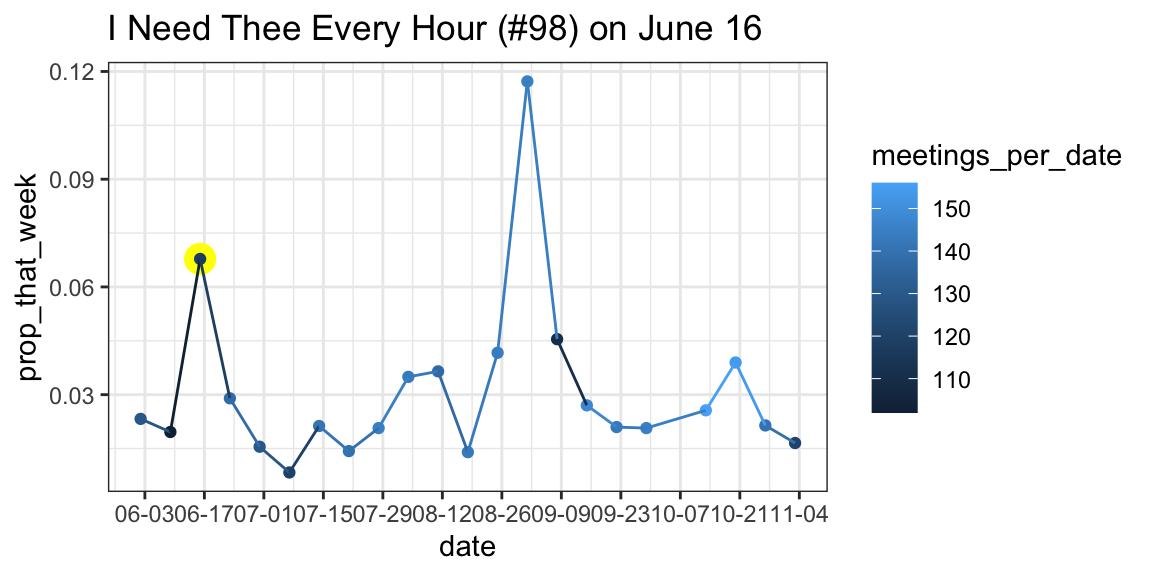 I Need Thee Every Hour (#98) on June 16
0.12
0.09
0.06
0.03
prop_that_week
06-0306-1707-0107-1507-2908-1208-2609-0909-2310-0710-2111-04
date
meetings_per_date
150
140
130
120
110